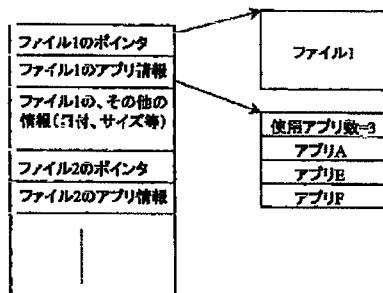 ファイル1のポインタ
ファイル1のアプリ情報
ファイル1の、その他の
情報(日付、サイズ等)
ファイル2のポインタ
ファイル2のアプリ情報
ファイル1
使用アプリ数=3
アプリA
アプリE
アプリF